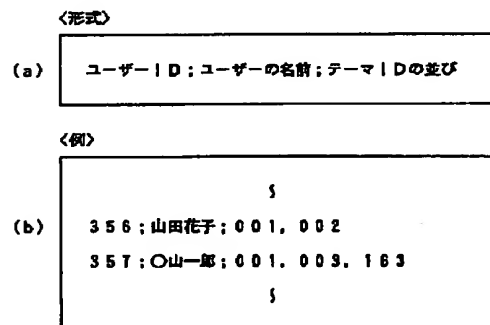 〈形式〉
(a) ユーザーID;ユーザーの名前;テーマIDの並び
〈例〉
(b)
356;山田花子;001,002
357;〇山一郎;001.003,163